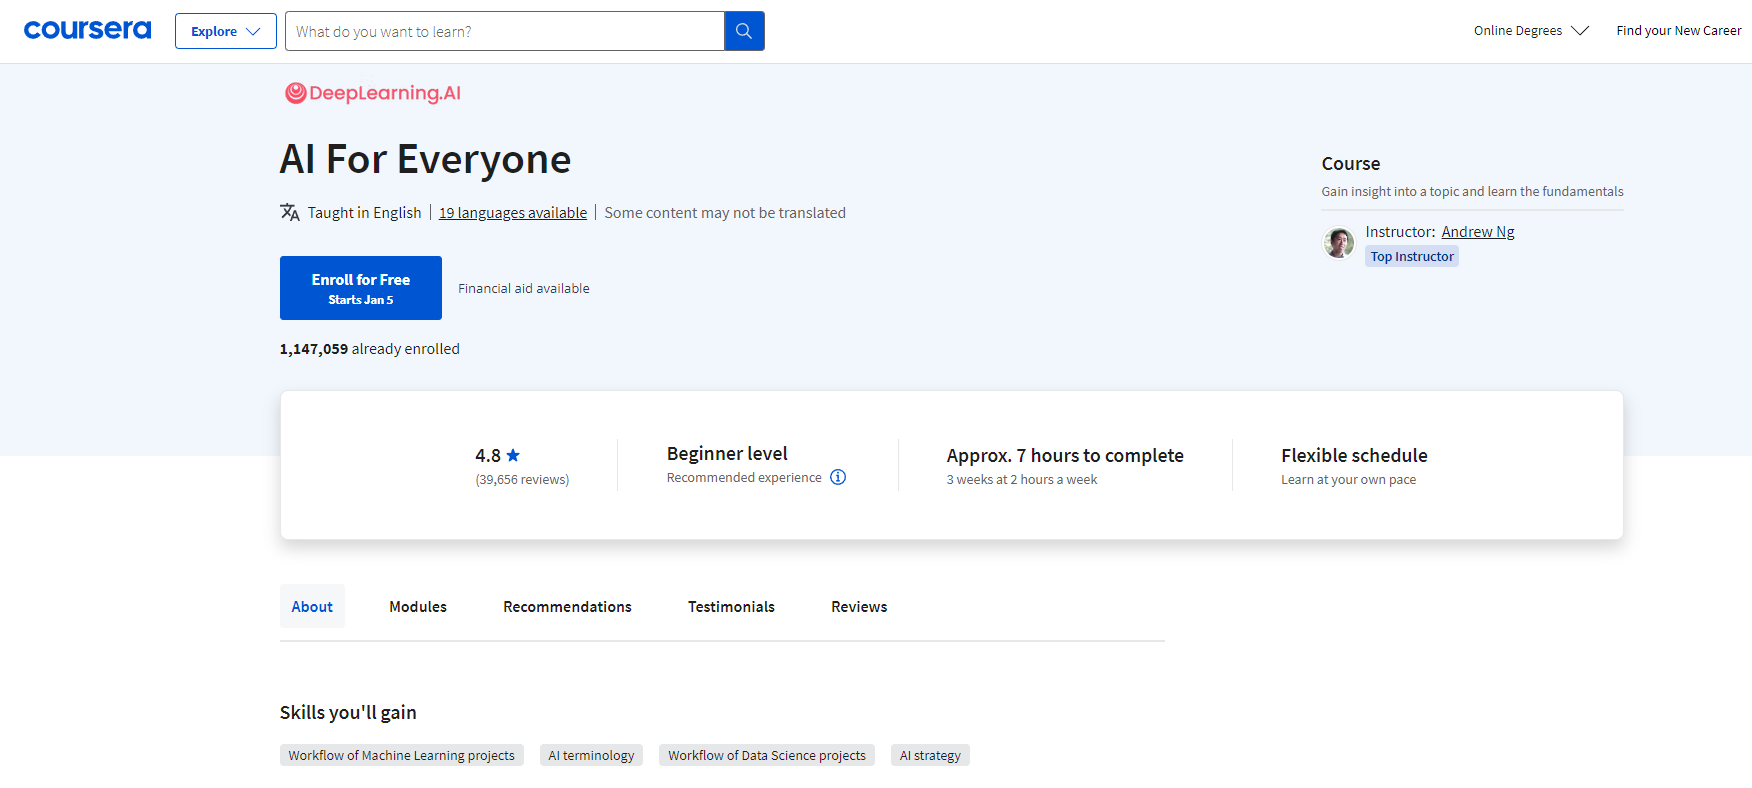 coursera
Explore
What do you want to learn?
Online Degrees
Find your New Career
DeepLearning.AI
AI For Everyone
Taught in English | 19 languages available | Some content may not be translated
Enroll for Free
Starts Jan 5
Financial aid available
1,147,059 already enrolled
Course
Gain insight into a topic and learn the fundamentals
Instructor: Andrew Ng
Top Instructor
4.8
(39,656 reviews)
Beginner level
Recommended experience
Approx. 7 hours to complete
3 weeks at 2 hours a week
Flexible schedule
Learn at your own pace
About
Modules
Recommendations
Testimonials
Reviews
Skills you'll gain
Workflow of Machine Learning projects
AI terminology
Workflow of Data Science projects
AI strategy